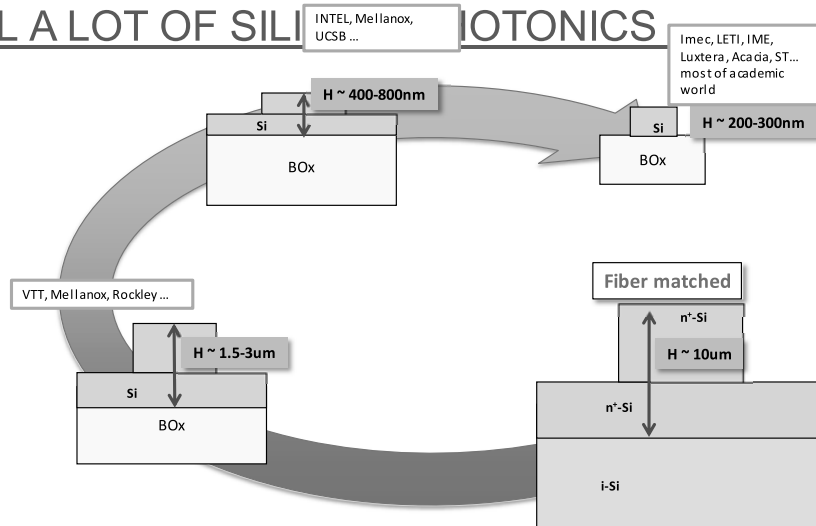 L A LOT OF SILI OTONICS
INTEL, Mellanox,
UCSB ...
Imec, LETI, IME,
Luxtera, Acacia, ST...
most of academic
world
H ~ 400-800nm
Si
BOx
H ~ 200-300nm
Si
BOx
VTT, Mellanox, Rockley ...
H ~ 1.5-3um
Si
BOx
Fiber matched
n⁺-Si
H ~ 10um
n⁺-Si
i-Si